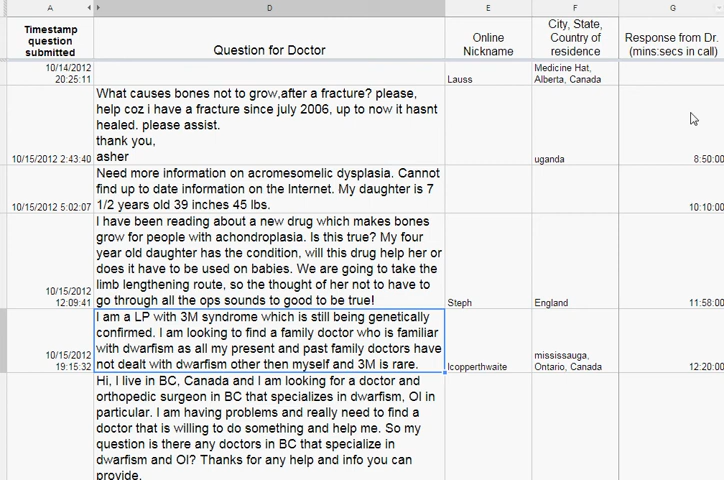 A D E F G
Timestamp question submitted
Question for Doctor
Online Nickname
City, State, Country of residence
Response from Dr. (mins:secs in call)
10/14/2012
20:25:11
Lauss
Medicine Hat,
Alberta, Canada
What causes bones not to grow,after a fracture? please,
help coz i have a fracture since july 2006, up to now it hasnt
healed. please assist.
thank you,
asher
10/15/2012 2:43:40
uganda
8:50:00
Need more information on acromesomelic dysplasia. Cannot
find up to date information on the Internet. My daughter is 7
1/2 years old 39 inches 45 lbs.
10/15/2012 5:02:07
10:10:00
I have been reading about a new drug which makes bones
grow for people with achondroplasia. Is this true? My four
year old daughter has the condition, will this drug help her or
does it have to be used on babies. We are going to take the
limb lengthening route, so the thought of her not to have to
go through all the ops sounds to good to be true!
10/15/2012
12:09:41
Steph
England
11:58:00
I am a LP with 3M syndrome which is still being genetically
confirmed. I am looking to find a family doctor who is familiar
with dwarfism as all my present and past family doctors have
not dealt with dwarfism other then myself and 3M is rare.
10/15/2012
19:15:32
lcopperthwaite
mississauga,
Ontario, Canada
12:20:00
Hi, I live in BC, Canada and I am looking for a doctor and
orthopedic surgeon in BC that specializes in dwarfism, OI in
particular. I am having problems and really need to find a
doctor that is willing to do something and help me. So my
question is there any doctors in BC that specialize in
dwarfism and OI? Thanks for any help and info you can
provide.